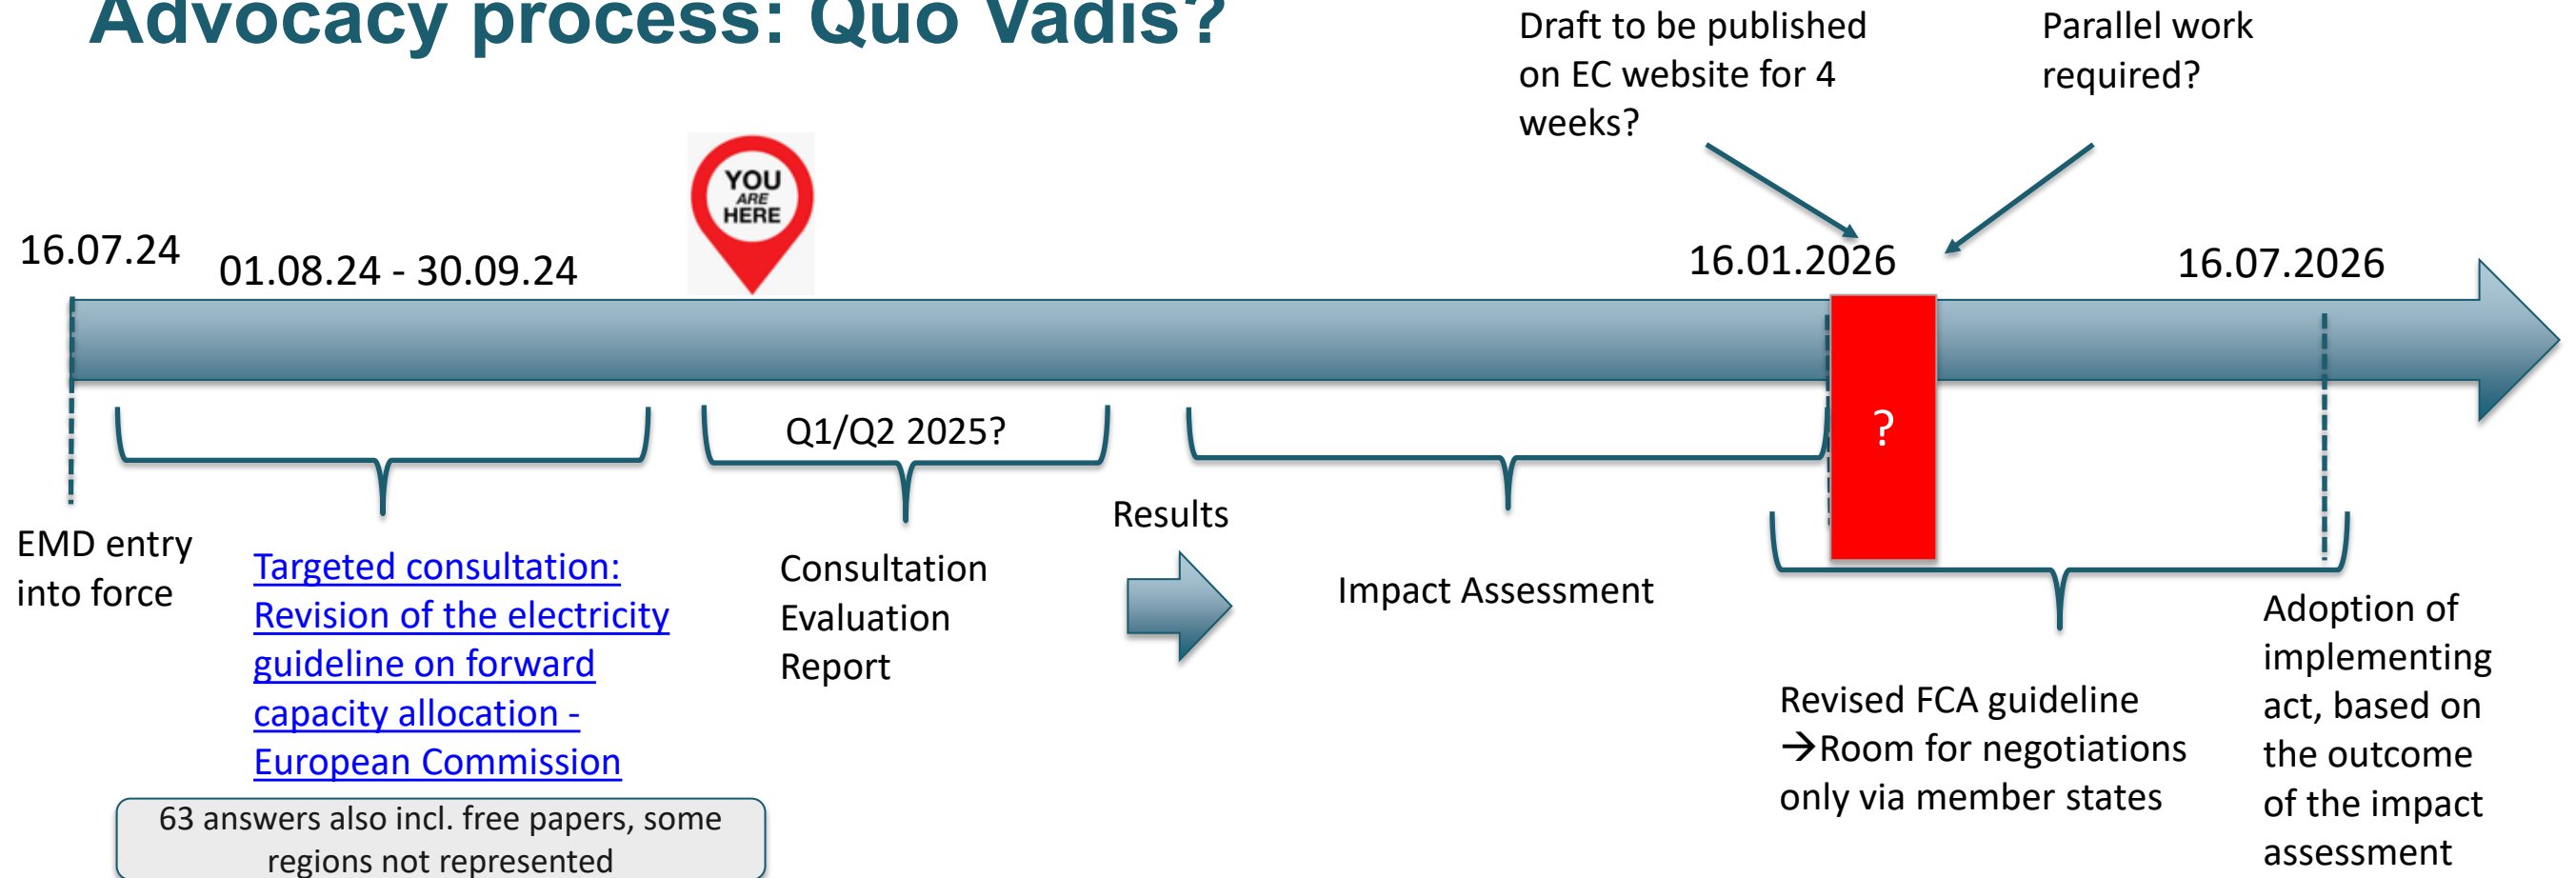 Advocacy process: Quo Vadis?
Draft to be published
on EC website for 4
weeks?
Parallel work
required?
YOU
ARE
HERE
16.07.24
01.08.24 - 30.09.24
16.01.2026
16.07.2026
Q1/Q2 2025?
?
EMD entry
into force
Targeted consultation:
Revision of the electricity
guideline on forward
capacity allocation -
European Commission
63 answers also incl. free papers, some
regions not represented
Consultation
Evaluation
Report
Results
Impact Assessment
Revised FCA guideline
→Room for negotiations
only via member states
Adoption of
implementing
act, based on
the outcome
of the impact
assessment